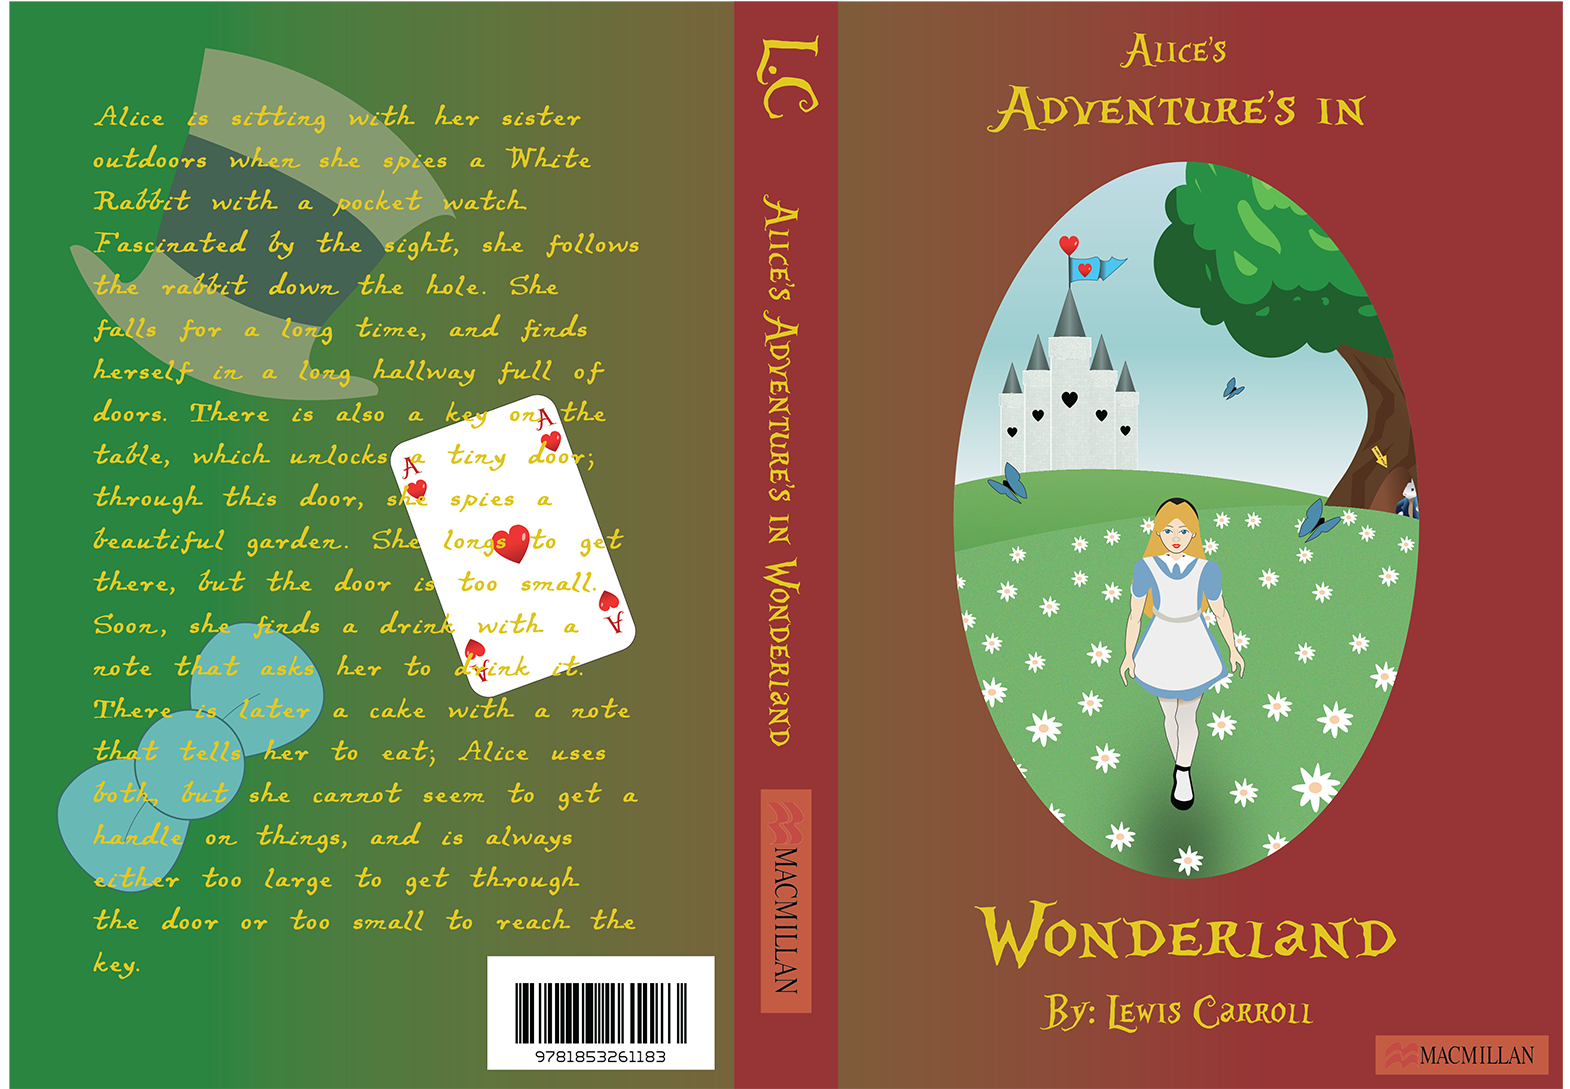 Alice is sitting with her sister
outdoors when she spies a White
Rabbit with a pocket watch.
Fascinated by the sight, she follows
the rabbit down the hole. She
falls for a long time, and finds
herself in a long hallway full of
doors. There is also a key on the
table, which unlocks a tiny door;
through this door, she spies a
beautiful garden. She longs to get
there, but the door is too small.
Soon, she finds a drink with a
note that asks her to drink it.
There is later a cake with a note
that tells her to eat; Alice uses
both, but she cannot seem to get a
handle on things, and is always
either too large to get through
the door or too small to reach the
key.
A
A
A
A
9781853261183
L.C
Alice's Adventure's in Wonderland
MACMILLAN
Alice's
Adventure's in
Wonderland
By: Lewis Carroll
MACMILLAN